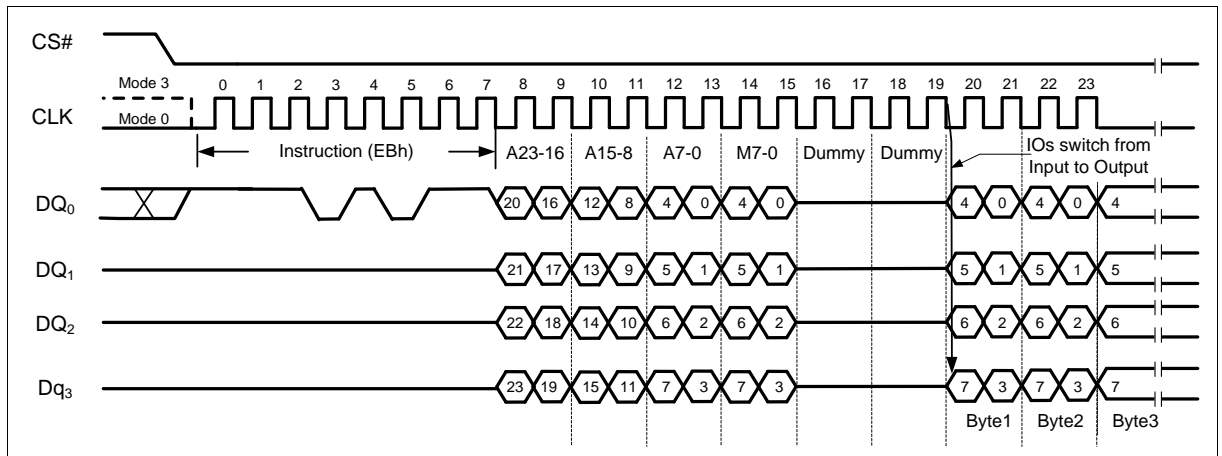 CS#
Mode 3 0 1 2 3 4 5 6 7 8 9 10 11 12 13 14 15 16 17 18 19 20 21 22 23
CLK
Mode 0
Instruction (EBh) A23-16 A15-8 A7-0 M7-0 Dummy Dummy IOs switch from
Input to Output
DQ0 20 16 12 8 4 0 4 0 4 0 4 0 4
DQ1 21 17 13 9 5 1 5 1 5 1 5 1 5
DQ2 22 18 14 10 6 2 6 2 6 2 6 2 6
Dq3 23 19 15 11 7 3 7 3 7 3 7 3 7
Byte1 Byte2 Byte3